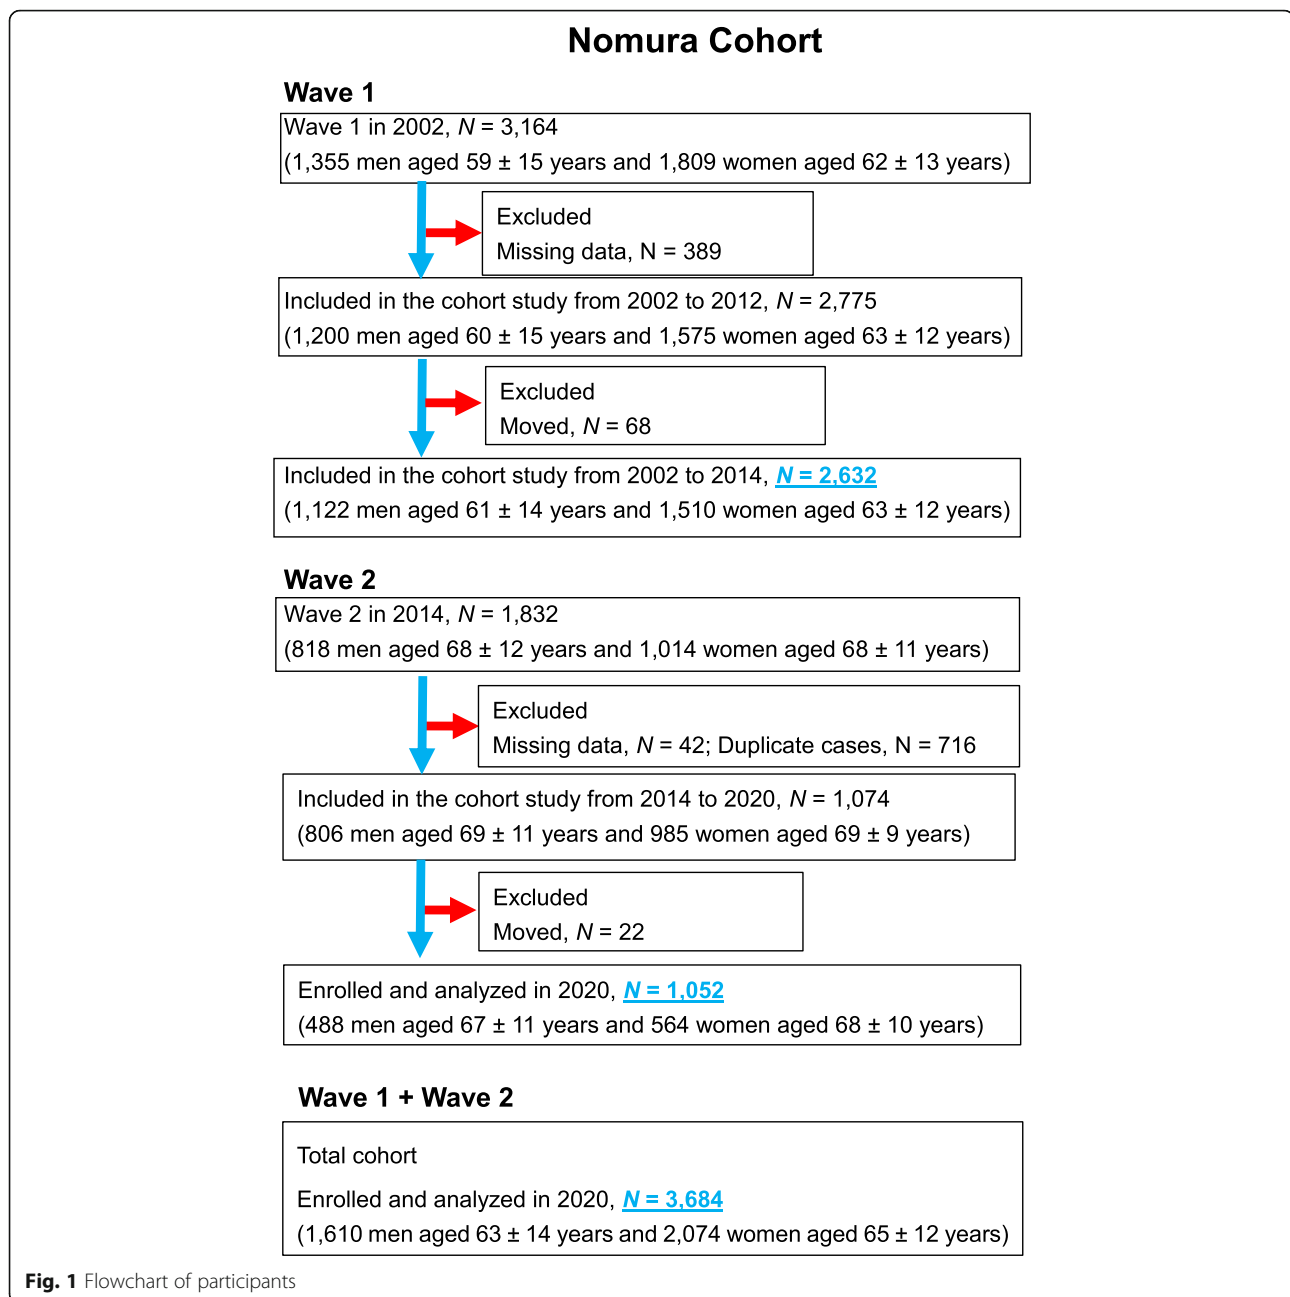 Nomura Cohort
Wave 1
Wave 1 in 2002, N = 3,164
(1,355 men aged 59 ± 15 years and 1,809 women aged 62 ± 13 years)
Excluded
Missing data, N = 389
Included in the cohort study from 2002 to 2012, N = 2,775
(1,200 men aged 60 ± 15 years and 1,575 women aged 63 ± 12 years)
Excluded
Moved, N = 68
Included in the cohort study from 2002 to 2014, N = 2,632
(1,122 men aged 61 ± 14 years and 1,510 women aged 63 ± 12 years)
Wave 2
Wave 2 in 2014, N = 1,832
(818 men aged 68 ± 12 years and 1,014 women aged 68 ± 11 years)
Excluded
Missing data, N = 42; Duplicate cases, N = 716
Included in the cohort study from 2014 to 2020, N = 1,074
(806 men aged 69 ± 11 years and 985 women aged 69 ± 9 years)
Excluded
Moved, N = 22
Enrolled and analyzed in 2020, N = 1,052
(488 men aged 67 ± 11 years and 564 women aged 68 ± 10 years)
Wave 1 + Wave 2
Total cohort
Enrolled and analyzed in 2020, N = 3,684
(1,610 men aged 63 ± 14 years and 2,074 women aged 65 ± 12 years)
Fig. 1 Flowchart of participants